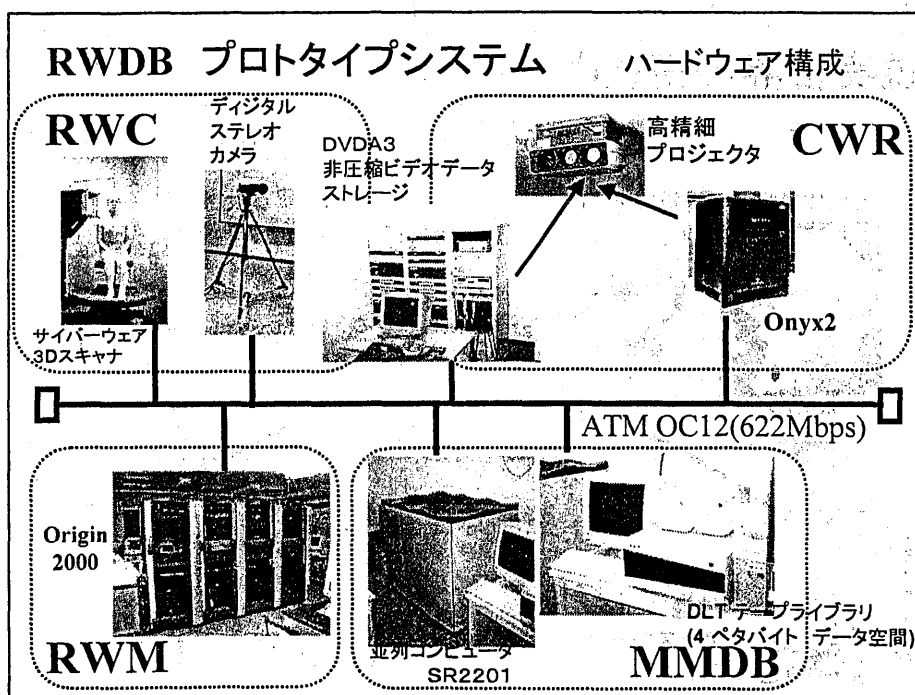 RWDB プロトタイプシステム ハードウェア構成
RWC
ディジタル
ステレオ
カメラ
サイバーウェア
3Dスキャナ
DVDA3
非圧縮ビデオデータ
ストレージ
高精細
プロジェクタ
CWR
Onyx2
ATM OC12(622Mbps)
Origin
2000
RWM
並列コンピュータ
SR2201
DLT テープライブラリ
(4 ペタバイト データ空間)
MMDB